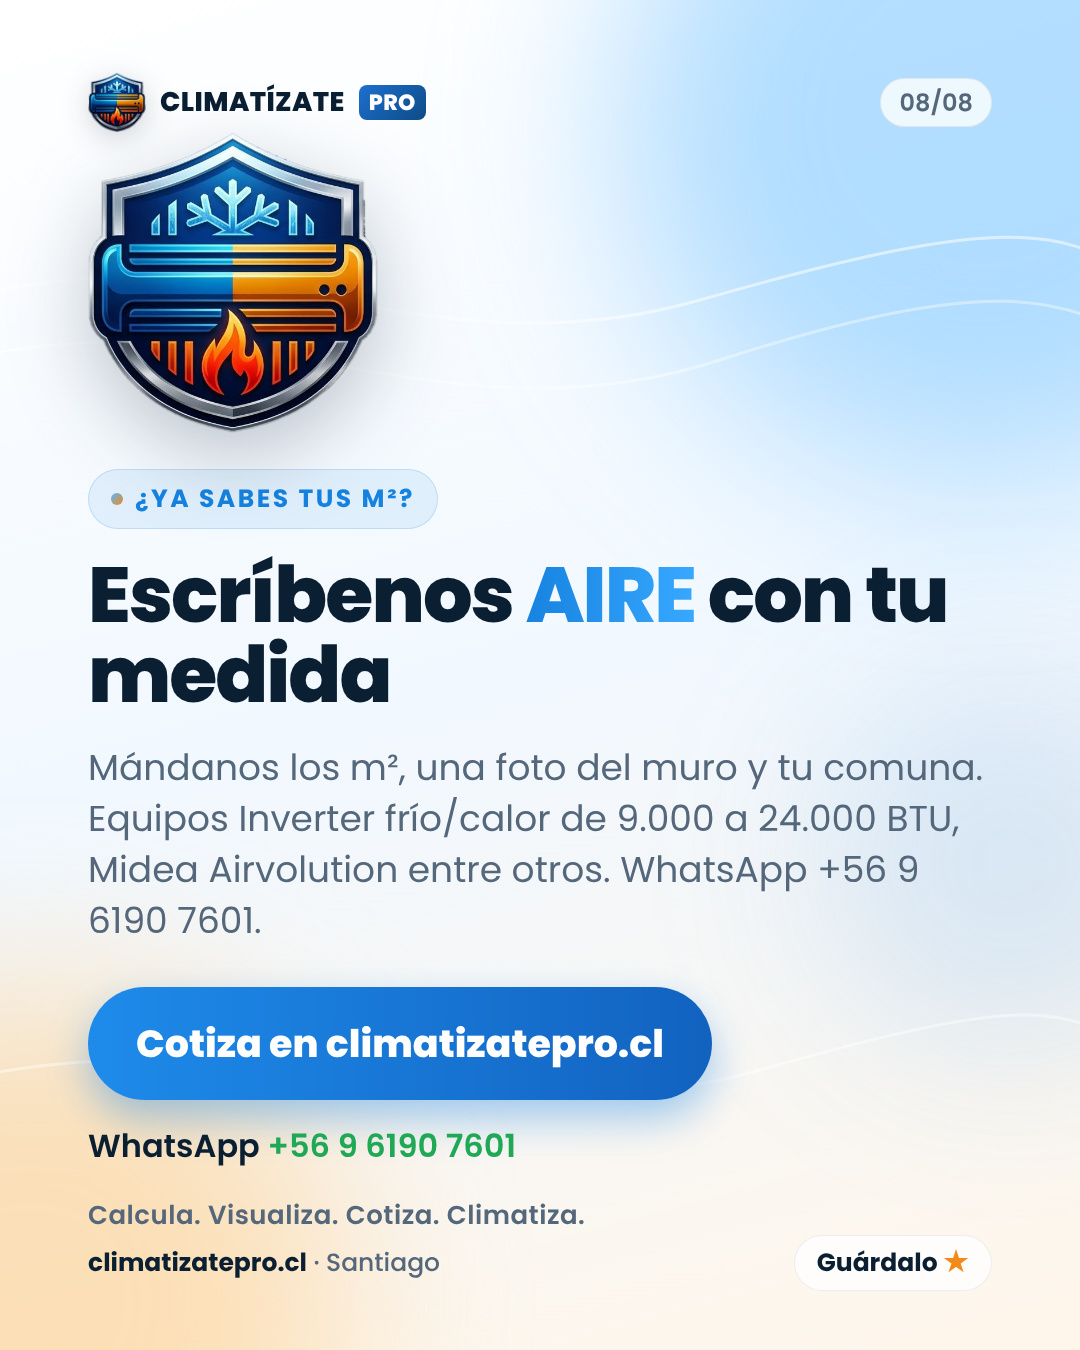 CLIMATÍZATE PRO
08/08
¿YA SABES TUS M²?
Escríbenos AIRE con tu
medida
Mándanos los m², una foto del muro y tu comuna.
Equipos Inverter frío/calor de 9.000 a 24.000 BTU,
Midea Airvolution entre otros. WhatsApp +56 9
6190 7601.
Cotiza en climatizatepro.cl
WhatsApp +56 9 6190 7601
Calcula. Visualiza. Cotiza. Climatiza.
climatizatepro.cl · Santiago
Guárdalo ★